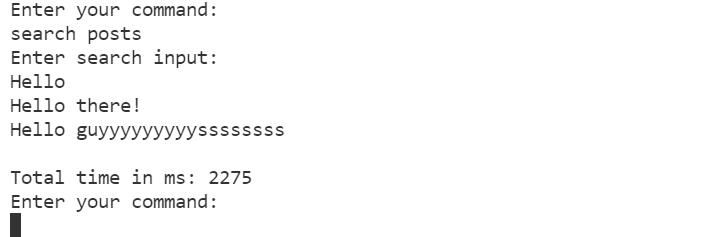 Enter your command:
search posts
Enter search input:
Hello
Hello there!
Hello guyyyyyyyyyssssssss
Total time in ms: 2275
Enter your command: